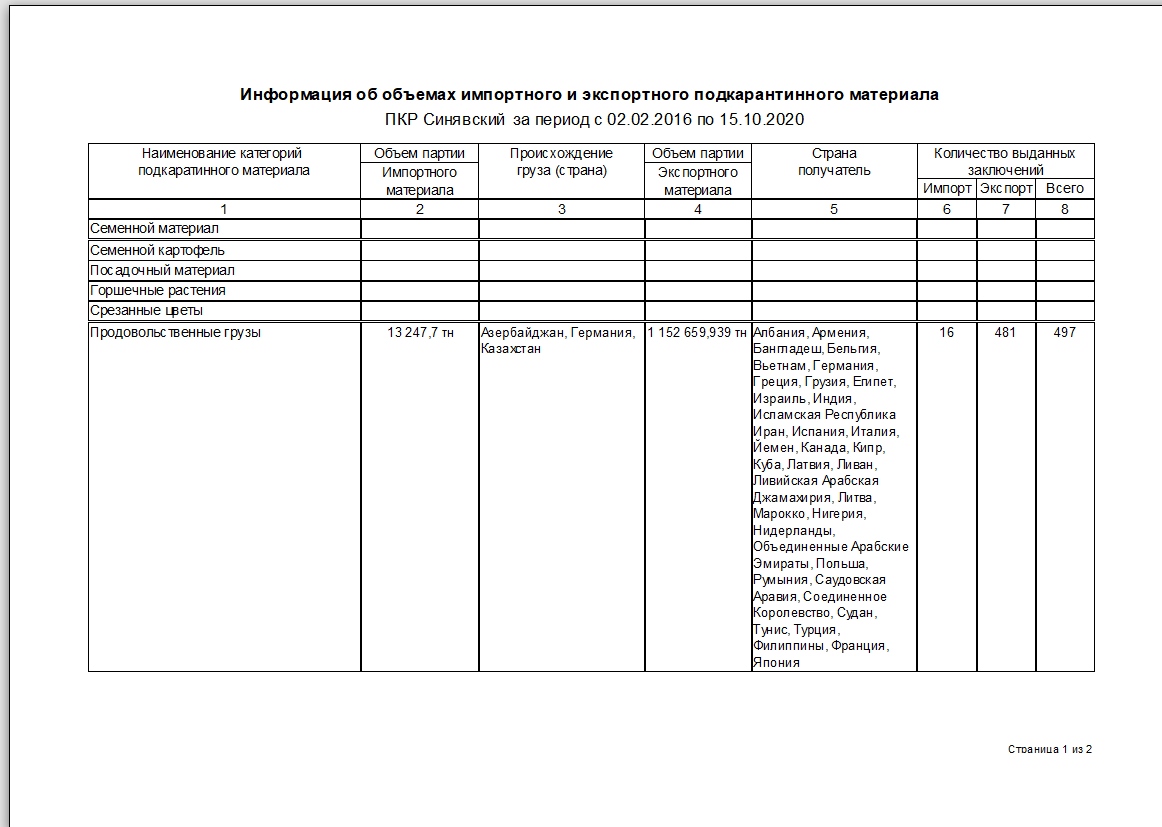 Информация об объемах импортного и экспортного подкарантинного материала
ПКР Синявский за период с 02.02.2016 по 15.10.2020
Наименование категорий
подкаратинного материала
Объем партии
Импортного
материала
Происхождение
груза (страна)
Объем партии
Экспортного
материала
Страна
получатель
Количество выданных
заключений
Импорт Экспорт Всего
1 2 3 4 5 6 7 8
Семенной материал
Семенной картофель
Посадочный материал
Горшечные растения
Срезанные цветы
Продовольственные грузы
13 247,7 тн
Азербайджан, Германия,
Казахстан
1 152 659,939 тн
Албания, Армения,
Бангладеш, Бельгия,
Вьетнам, Германия,
Греция, Грузия, Египет,
Израиль, Индия,
Исламская Республика
Иран, Испания, Италия,
Йемен, Канада, Кипр,
Куба, Латвия, Ливан,
Ливийская Арабская
Джамахирия, Литва,
Марокко, Нигерия,
Нидерланды,
Объединенные Арабские
Эмираты, Польша,
Румыния, Саудовская
Аравия, Соединенное
Королевство, Судан,
Тунис, Турция,
Филиппины, Франция,
Япония
16 481 497
Страница 1 из 2